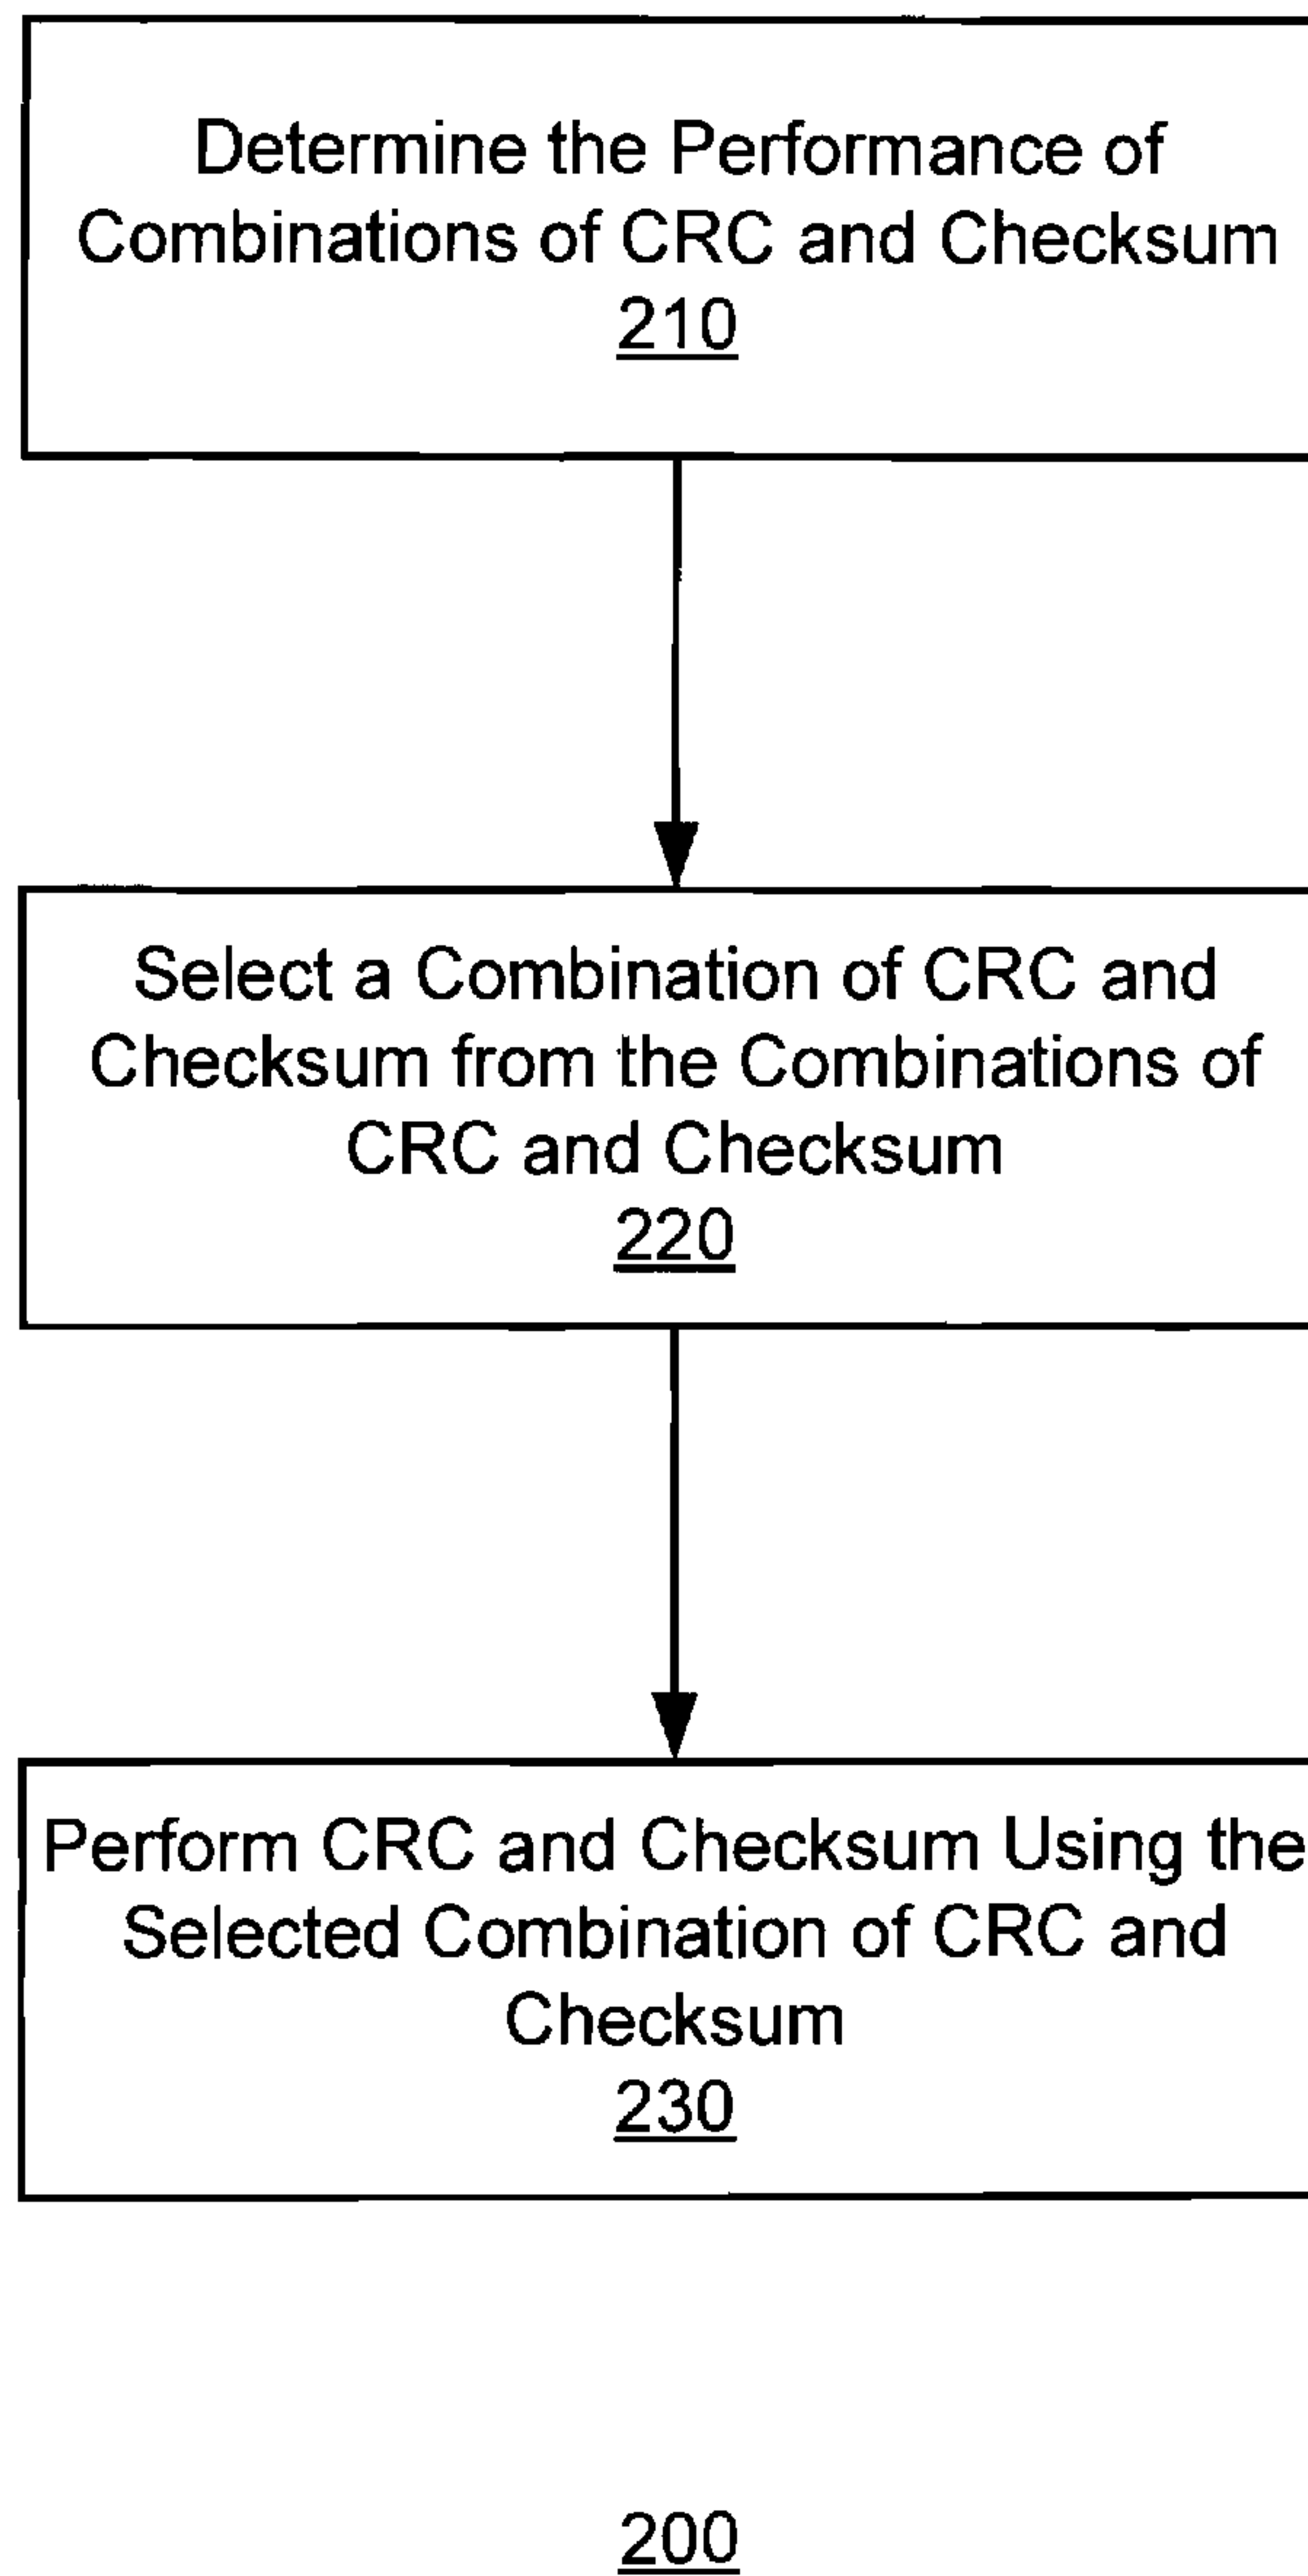 Determine the Performance of
Combinations of CRC and Checksum
210
Select a Combination of CRC and
Checksum from the Combinations of
CRC and Checksum
220
Perform CRC and Checksum Using the
Selected Combination of CRC and
Checksum
230
200